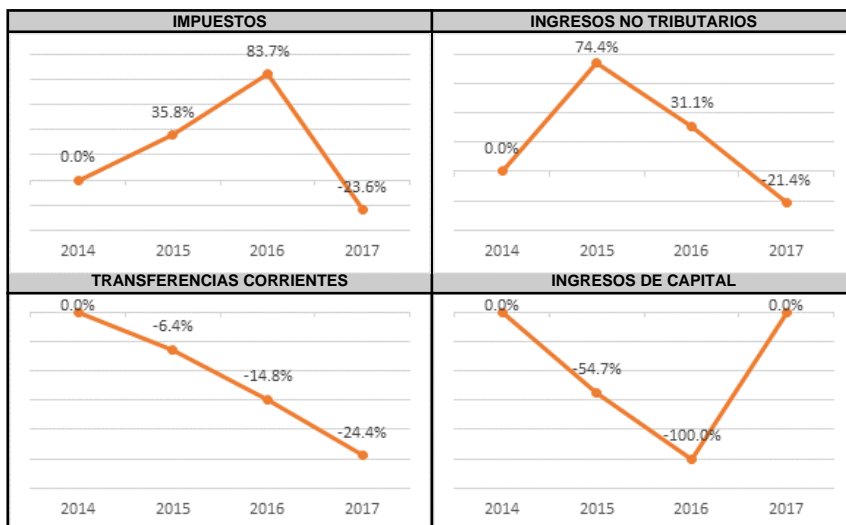 IMPUESTOS
83.7%
35.8%
0.0%
-23.6%
2014 2015 2016 2017
INGRESOS NO TRIBUTARIOS
74.4%
31.1%
0.0%
-21.4%
2014 2015 2016 2017
TRANSFERENCIAS CORRIENTES
0.0%
-6.4%
-14.8%
-24.4%
2014 2015 2016 2017
INGRESOS DE CAPITAL
0.0% 0.0%
-54.7%
-100.0%
2014 2015 2016 2017